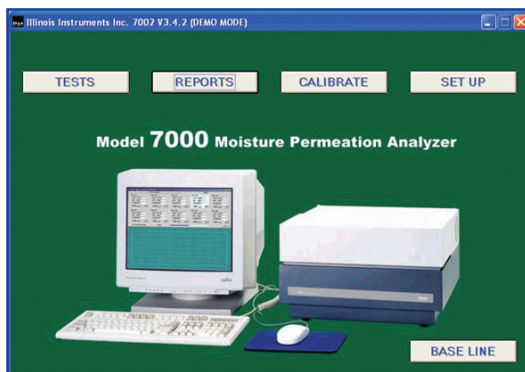 Illinois Instruments Inc. 7002 V3.4.2 (DEMO MODE)
TESTS
REPORTS
CALIBRATE
SET UP
Model 7000 Moisture Permeation Analyzer
BASE LINE